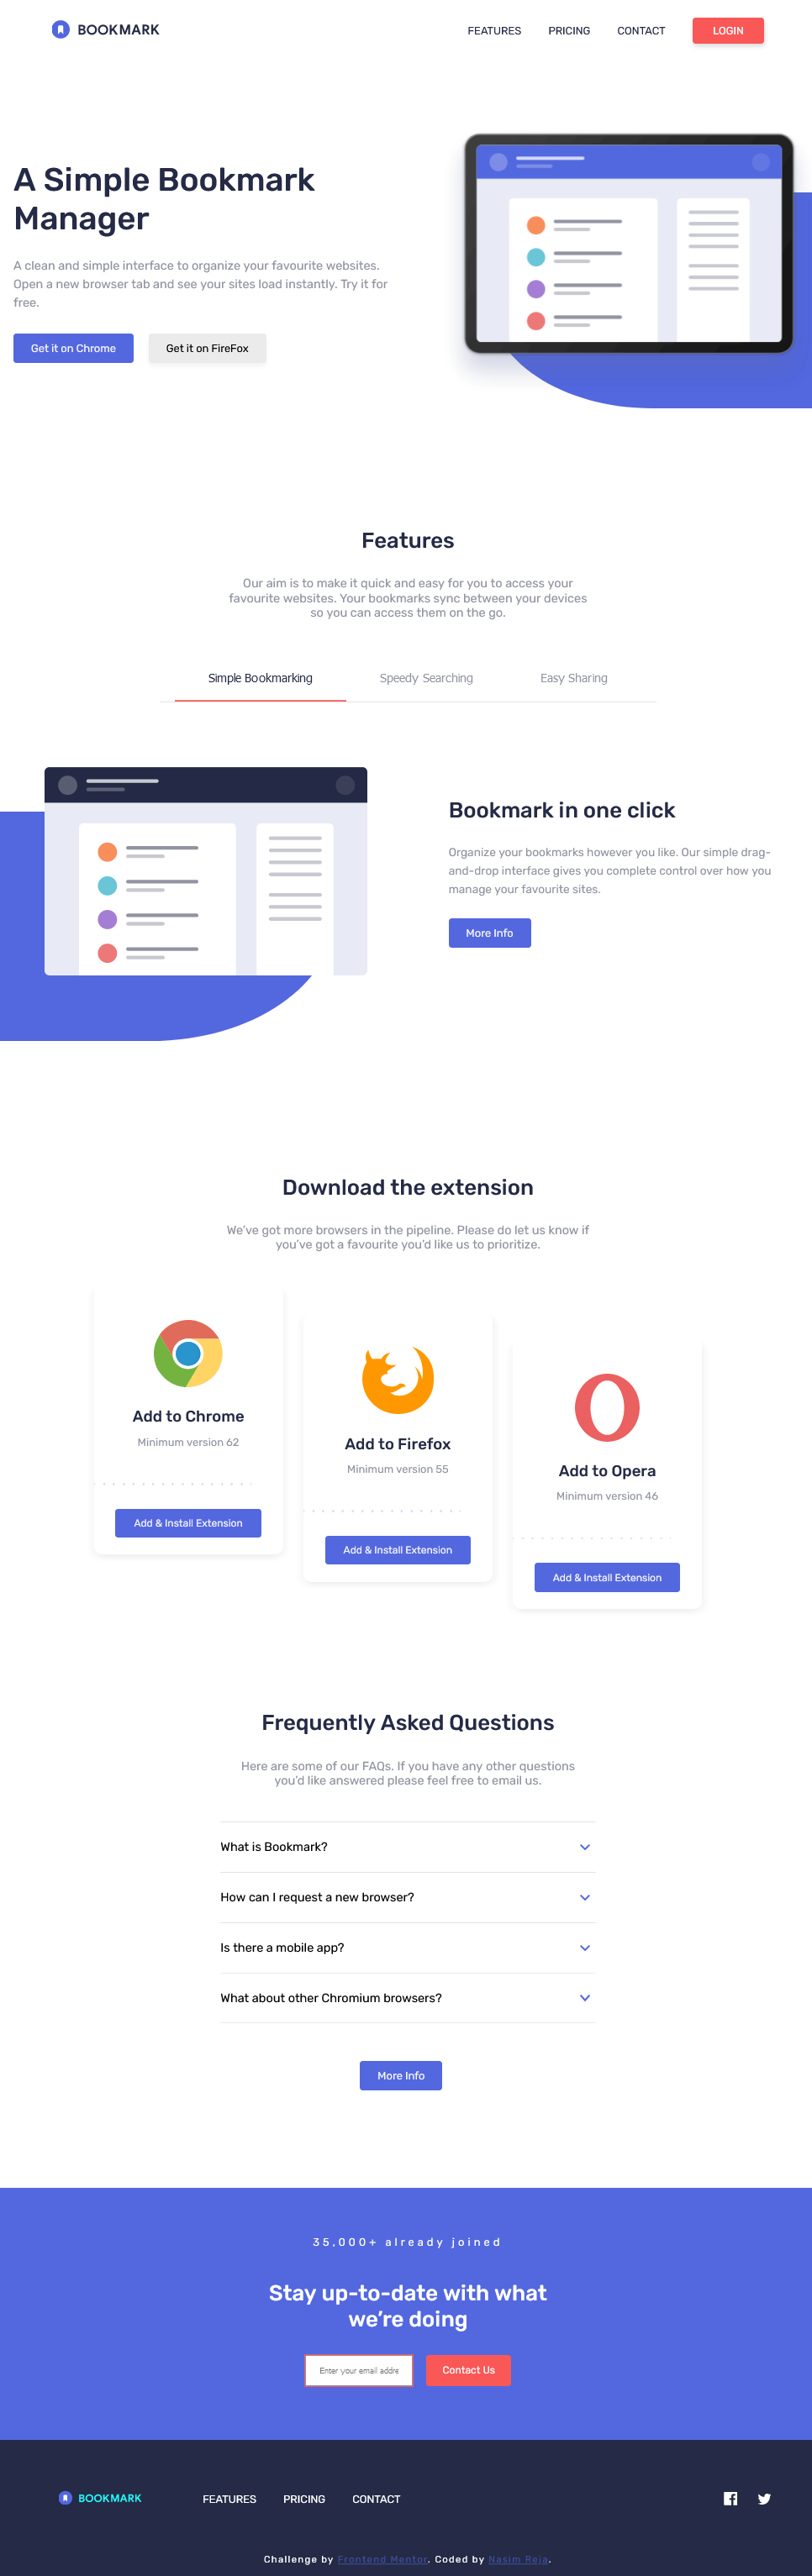 BOOKMARK
FEATURES PRICING CONTACT LOGIN
A Simple Bookmark
Manager
A clean and simple interface to organize your favourite websites.
Open a new browser tab and see your sites load instantly. Try it for
free.
Get it on Chrome Get it on FireFox
Features
Our aim is to make it quick and easy for you to access your
favourite websites. Your bookmarks sync between your devices
so you can access them on the go.
Simple Bookmarking Speedy Searching Easy Sharing
Bookmark in one click
Organize your bookmarks however you like. Our simple drag-
and-drop interface gives you complete control over how you
manage your favourite sites.
More Info
Download the extension
We’ve got more browsers in the pipeline. Please do let us know if
you’ve got a favourite you’d like us to prioritize.
Add to Chrome
Minimum version 62
Add & Install Extension
Add to Firefox
Minimum version 55
Add & Install Extension
Add to Opera
Minimum version 46
Add & Install Extension
Frequently Asked Questions
Here are some of our FAQs. If you have any other questions
you’d like answered please feel free to email us.
What is Bookmark?
How can I request a new browser?
Is there a mobile app?
What about other Chromium browsers?
More Info
35,000+ already joined
Stay up-to-date with what
we’re doing
Enter your email addre Contact Us
BOOKMARK FEATURES PRICING CONTACT
Challenge by Frontend Mentor. Coded by Nasim Reja.